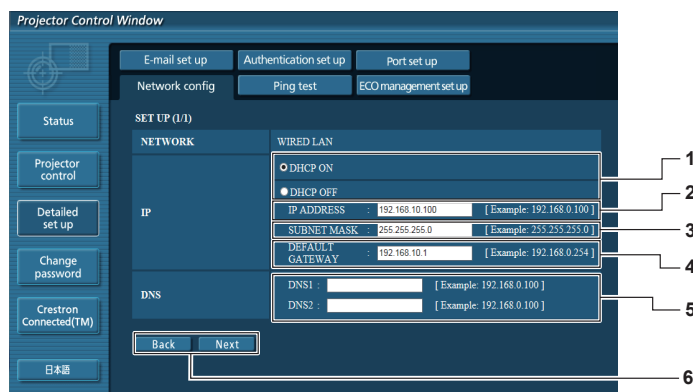 Projector Control Window
E-mail set up
Authentication set up
Port set up
Network config
Ping test
ECO management set up
Status
Projector control
Detailed set up
Change password
Crestron Connected(TM)
日本語
SET UP (1/1)
NETWORK
WIRED LAN
IP
DHCP ON
DHCP OFF
IP ADDRESS : 192.168.10.100 [ Example: 192.168.0.100 ]
SUBNET MASK : 255.255.255.0 [ Example: 255.255.255.0 ]
DEFAULT GATEWAY : 192.168.10.1 [ Example: 192.168.0.254 ]
DNS
DNS1 : [ Example: 192.168.0.100 ]
DNS2 : [ Example: 192.168.0.100 ]
Back
Next
1
2
3
4
5
6